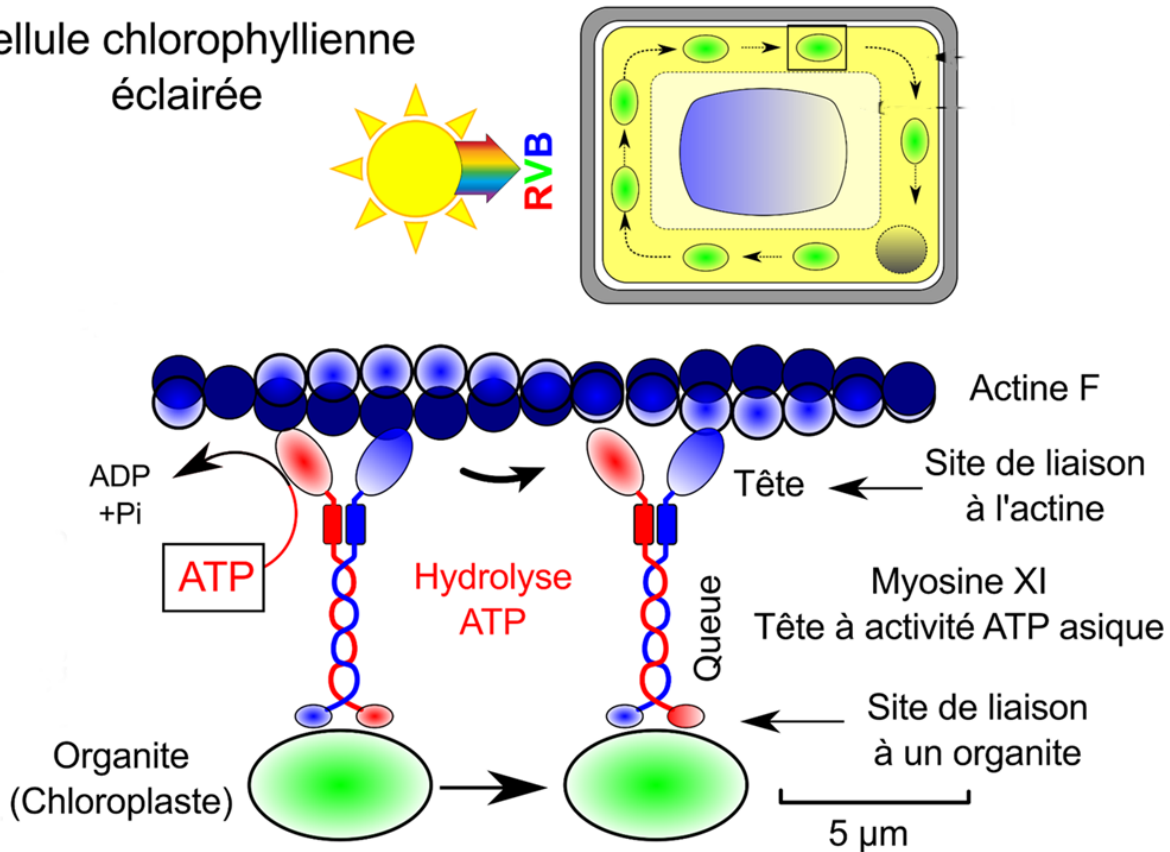 ellule chlorophyllienne
éclairée
RVB
Actine F
ADP
+Pi
ATP
Hydrolyse
ATP
Tête
Site de liaison
à l'actine
Queue
Myosine XI
Tête à activité ATP asique
Site de liaison
à un organite
Organite
(Chloroplaste)
5 µm